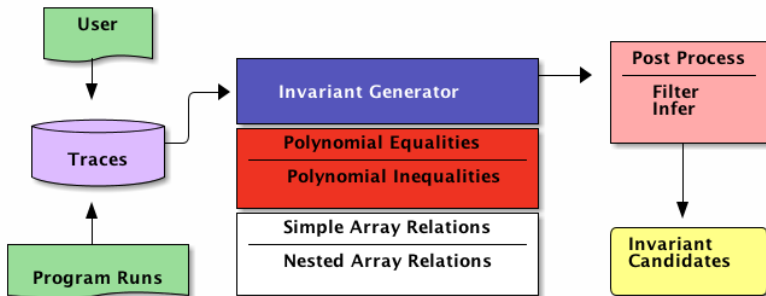 User
Traces
Program Runs
Invariant Generator
Polynomial Equalities
Polynomial Inequalities
Simple Array Relations
Nested Array Relations
Post Process
Filter
Infer
Invariant
Candidates